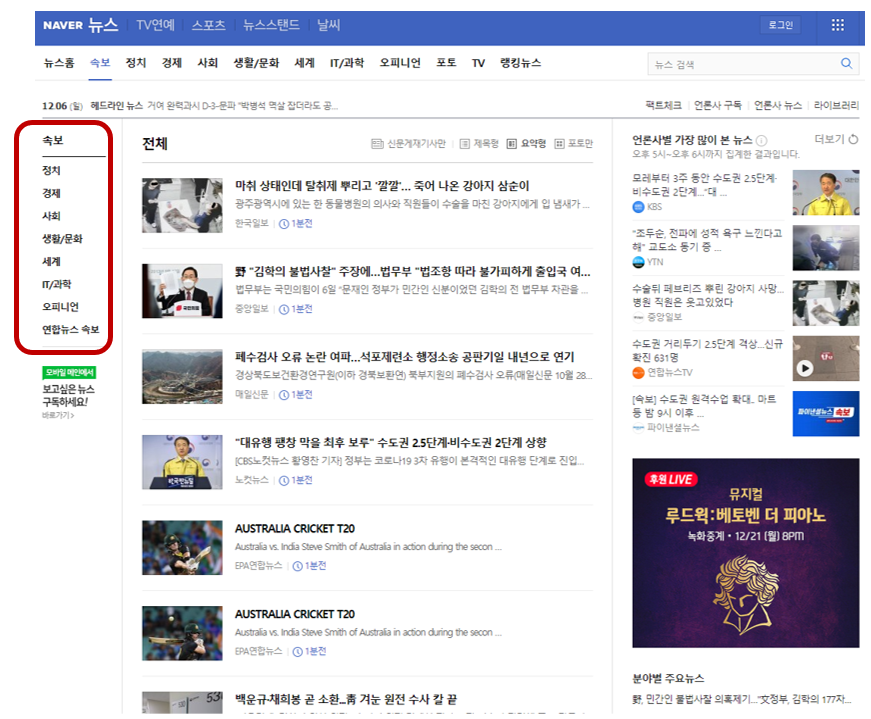 NAVER 뉴스 TV연예 스포츠 뉴스스탠드 날씨 로그인
뉴스홈 속보 정치 경제 사회 생활/문화 세계 IT/과학 오피니언 포토 TV 랭킹뉴스 뉴스 검색
12.06 (일) 헤드라인 뉴스 거여 완력과시 D-3-문파 "박병석 멱살 잡더라도 공...
팩트체크 언론사 구독 언론사 뉴스 라이브러리
속보
정치
경제
사회
생활/문화
세계
IT/과학
오피니언
연합뉴스 속보
모바일 메인에서
보고싶은 뉴스
구독하세요!
바로가기>
전체 신문게재기사만 제목형 요약형 포토만
마취 상태인데 탈취제 뿌리고 '깔깔'... 죽어 나온 강아지 삼순이
광주광역시에 있는 한 동물병원의 의사와 직원들이 수술을 마친 강아지에게 입 냄새가 ...
한국일보 1분전
野 "김학의 불법사찰" 주장에...법무부 "법조항 따라 불가피하게 출입국 여...
법무부는 국민의힘이 6일 "문재인 정부가 민간인 신분이었던 김학의 전 법무부 차관을 ...
중앙일보 1분전
폐수검사 오류 논란 여파...석포제련소 행정소송 공판기일 내년으로 연기
경상북도보건환경연구원(이하 경북보환연) 북부지원의 폐수검사 오류(매일신문 10월 28...
매일신문 1분전
"대유행 팽창 막을 최후 보루" 수도권 2.5단계·비수도권 2단계 상향
[CBS노컷뉴스 황영찬 기자] 정부는 코로나19 3차 유행이 본격적인 대유행 단계로 진입...
노컷뉴스 1분전
AUSTRALIA CRICKET T20
Australia vs. India Steve Smith of Australia in action during the secon ...
EPA연합뉴스 1분전
AUSTRALIA CRICKET T20
Australia vs. India Steve Smith of Australia in action during the secon ...
EPA연합뉴스 1분전
백운규·채희봉 곧 소환...靑 겨눈 원전 수사 칼 끝
언론사별 가장 많이 본 뉴스 더보기
오후 5시~오후 6시까지 집계한 결과입니다.
모레부터 3주 동안 수도권 2.5단계·
비수도권 2단계..."대 ...
KBS
"조두순, 전파에 성적 욕구 느낀다고
해" 교도소 동기 증 ...
YTN
수술뒤 페브리즈 뿌린 강아지 사망...
병원 직원은 웃고있었다
중앙일보
수도권 거리두기 2.5단계 격상...신규
확진 631명
연합뉴스TV
[속보] 수도권 원격수업 확대.. 마트
등 밤 9시 이후 ...
파이낸셜뉴스
파이낸셜뉴스 속보
후원 LIVE
뮤지컬
루드윅:베토벤 더 피아노
녹화중계 • 12/21 (월) 8PM
분야별 주요뉴스
野, 민간인 불법사찰 의혹제기..."文정부, 김학의 177차...